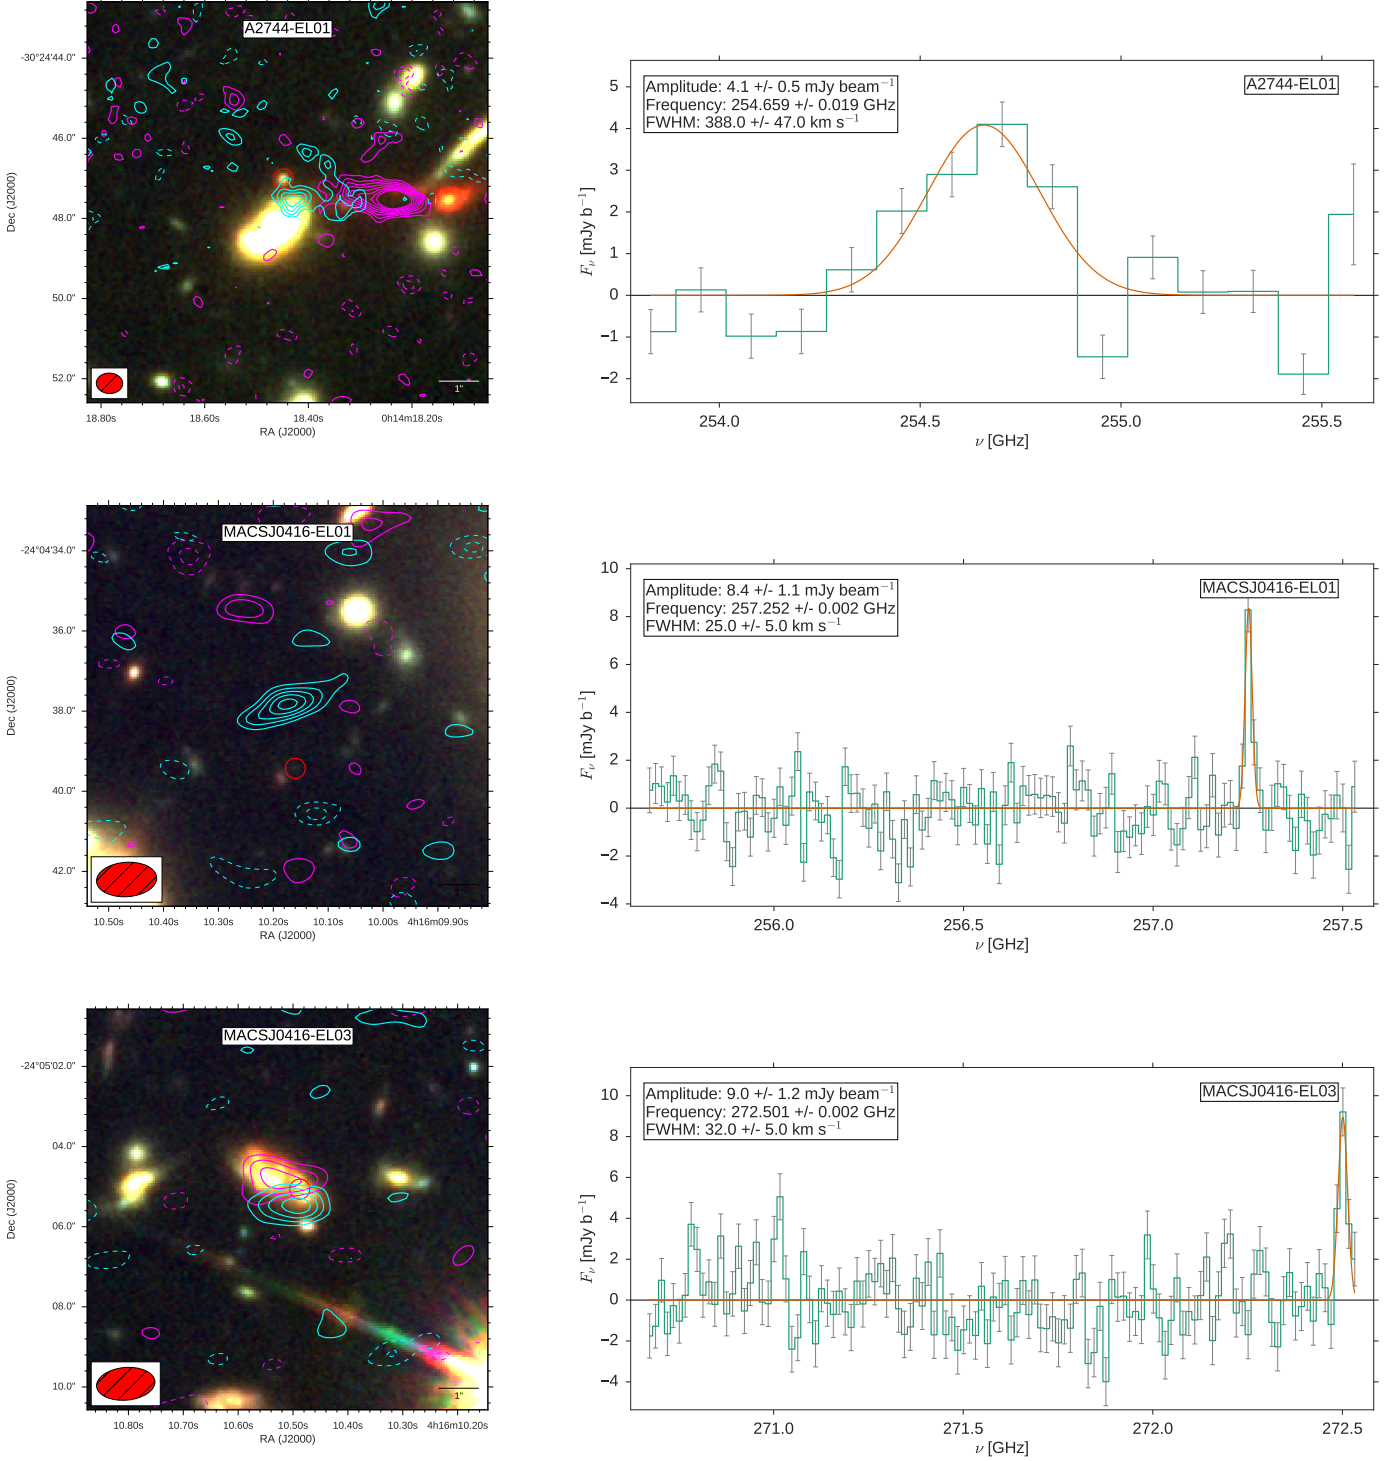 A2744-EL01
-30°24'44.0"
46.0"
48.0"
50.0"
52.0"
Dec (J2000)
1"
18.80s
18.60s
18.40s
0h14m18.20s
RA (J2000)
Amplitude: 4.1 +/- 0.5 mJy beam⁻¹
Frequency: 254.659 +/- 0.019 GHz
FWHM: 388.0 +/- 47.0 km s⁻¹
A2744-EL01
5
4
3
2
1
0
−1
−2
Fν [mJy b⁻¹]
254.0
254.5
255.0
255.5
ν [GHz]
MACSJ0416-EL01
-24°04'34.0"
36.0"
38.0"
40.0"
42.0"
Dec (J2000)
10.50s
10.40s
10.30s
10.20s
10.10s
10.00s
4h16m09.90s
RA (J2000)
Amplitude: 8.4 +/- 1.1 mJy beam⁻¹
Frequency: 257.252 +/- 0.002 GHz
FWHM: 25.0 +/- 5.0 km s⁻¹
MACSJ0416-EL01
10
8
6
4
2
0
−2
−4
Fν [mJy b⁻¹]
256.0
256.5
257.0
257.5
ν [GHz]
MACSJ0416-EL03
-24°05'02.0"
04.0"
06.0"
08.0"
10.0"
Dec (J2000)
1"
10.80s
10.70s
10.60s
10.50s
10.40s
10.30s
4h16m10.20s
RA (J2000)
Amplitude: 9.0 +/- 1.2 mJy beam⁻¹
Frequency: 272.501 +/- 0.002 GHz
FWHM: 32.0 +/- 5.0 km s⁻¹
MACSJ0416-EL03
10
8
6
4
2
0
−2
−4
Fν [mJy b⁻¹]
271.0
271.5
272.0
272.5
ν [GHz]